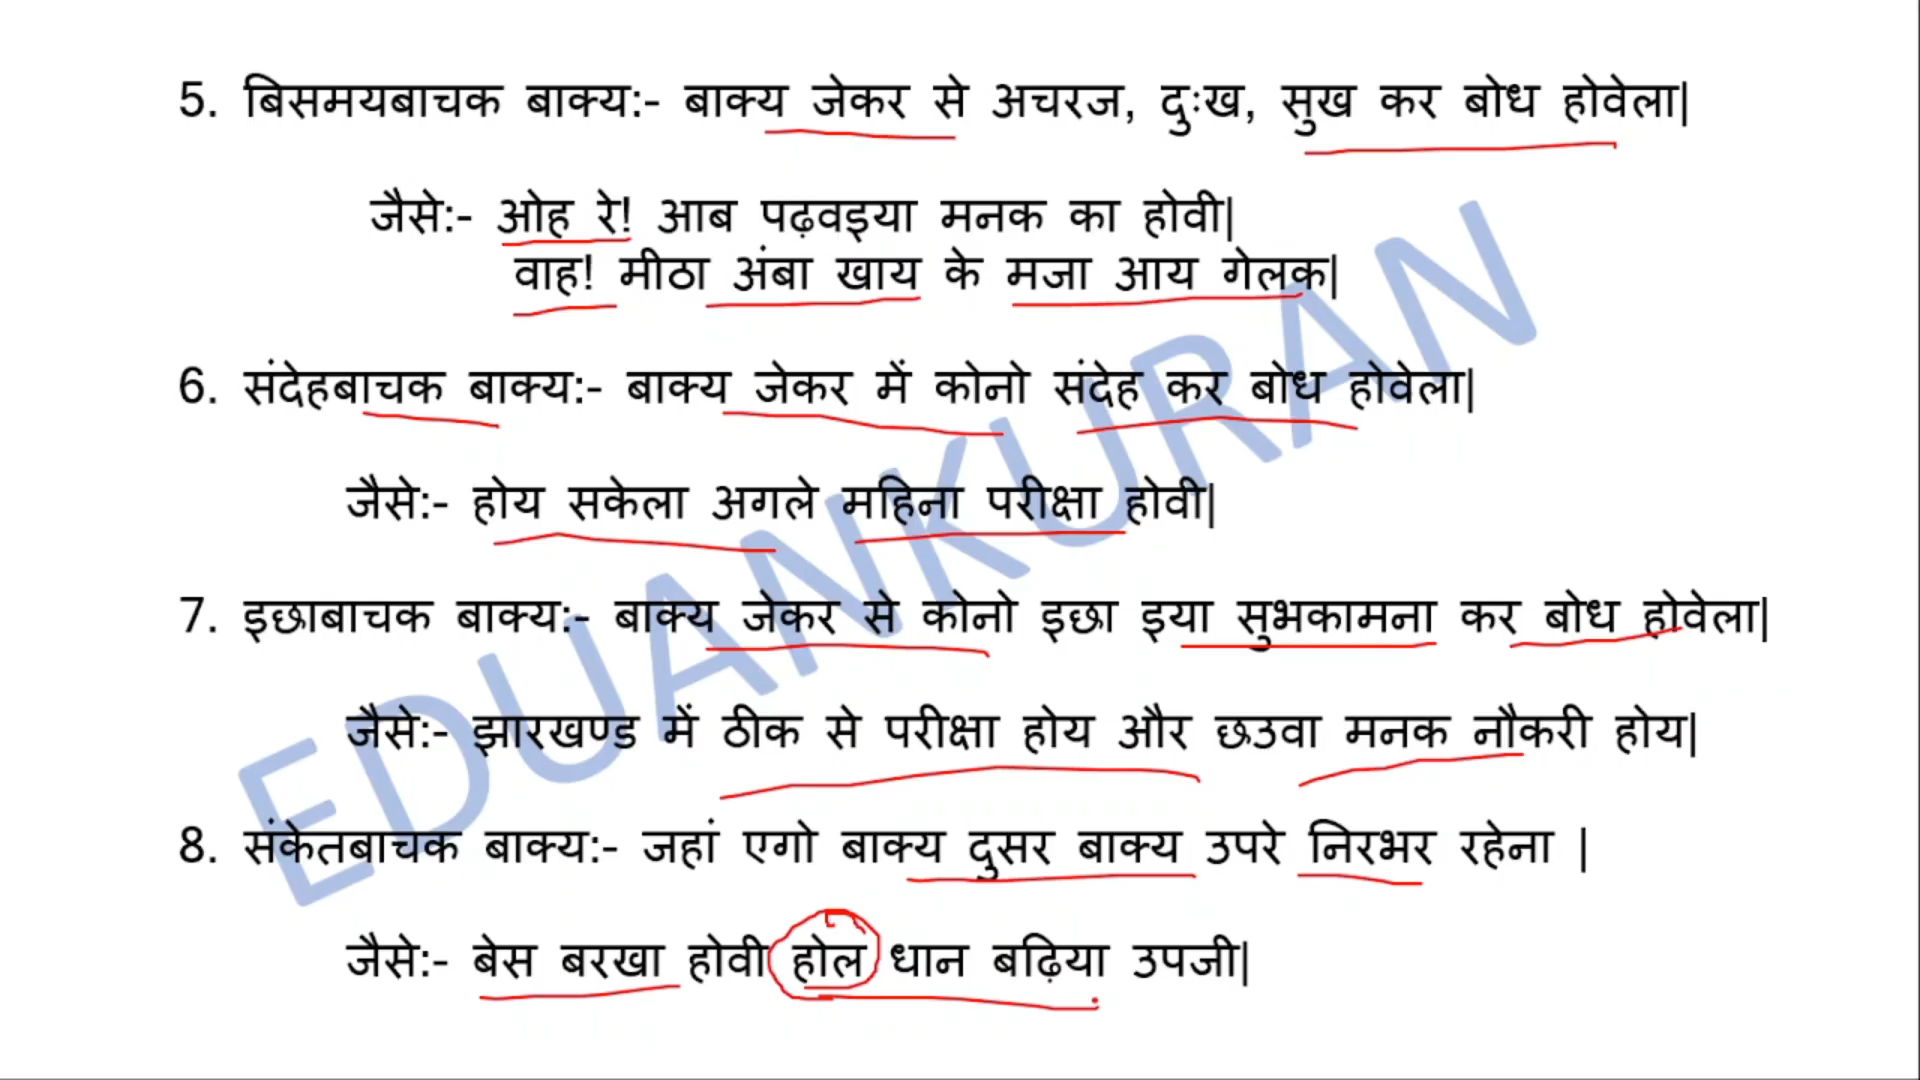 5. बिसमयबाचक बाक्य:- बाक्य जेकर से अचरज, दुःख, सुख कर बोध होवेला|
जैसे:- ओह रे! आब पढ़वइया मनक का होवी|
वाह! मीठा अंबा खाय के मजा आय गेलक|
6. संदेहबाचक बाक्य:- बाक्य जेकर में कोनो संदेह कर बोध होवेला|
जैसे:- होय सकेला अगले महिना परीक्षा होवी|
7. इछाबाचक बाक्य:- बाक्य जेकर से कोनो इछा इया सुभकामना कर बोध होवेला|
जैसे:- झारखण्ड में ठीक से परीक्षा होय और छउवा मनक नौकरी होय|
8. संकेतबाचक बाक्य:- जहां एगो बाक्य दुसर बाक्य उपरे निरभर रहेना |
जैसे:- बेस बरखा होवी होल धान बढ़िया उपजी|
EDUANKURAN